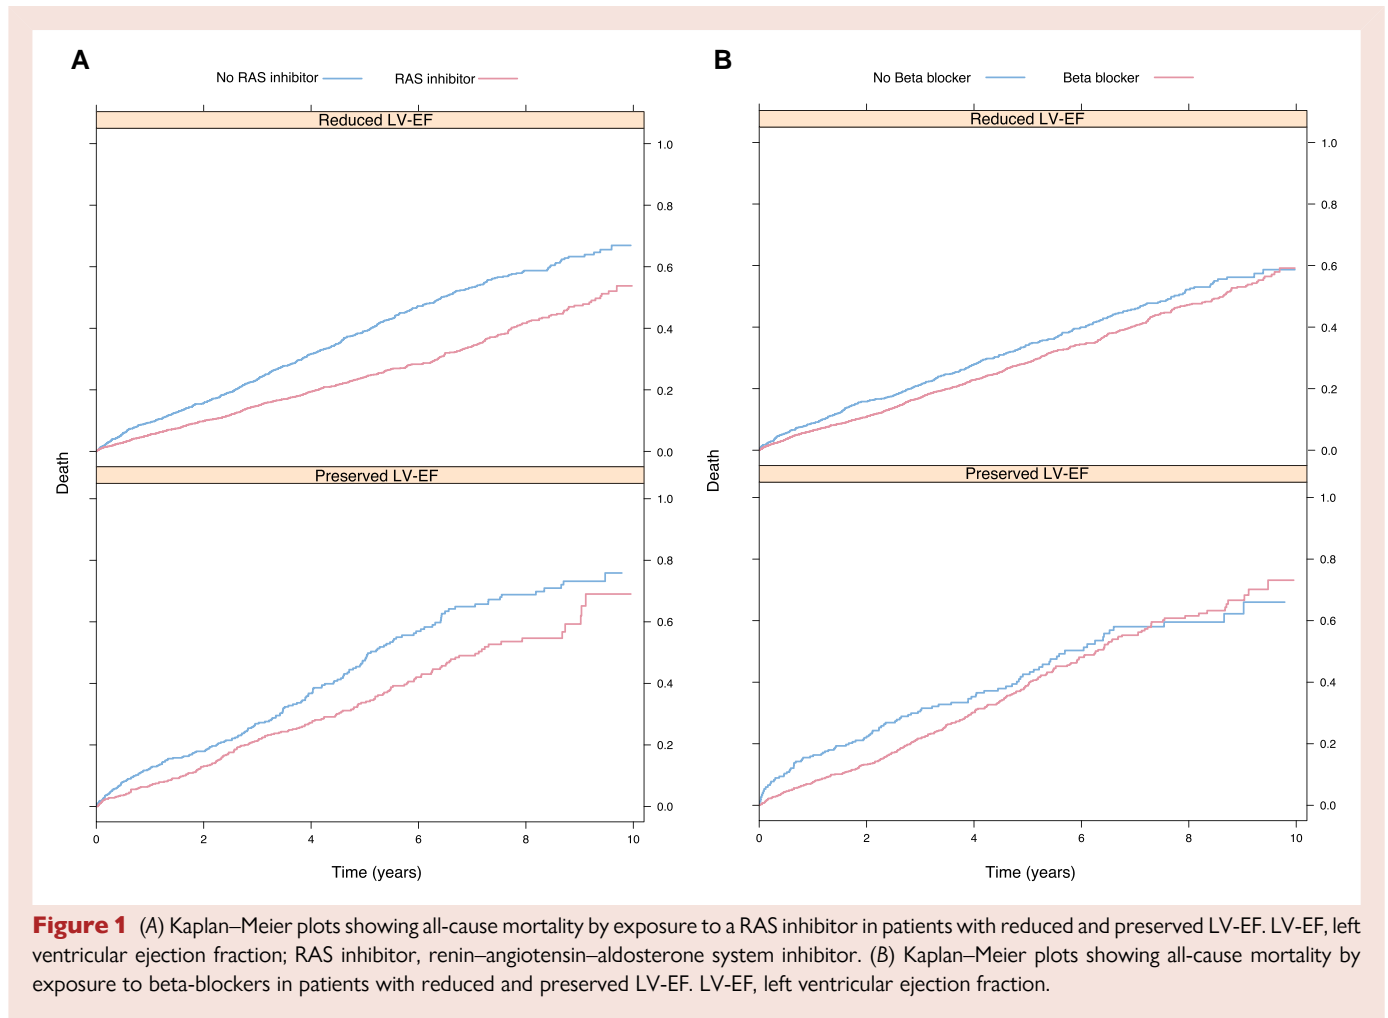 A
No RAS inhibitor
RAS inhibitor
Reduced LV-EF
1.0
0.8
0.6
0.4
0.2
0.0
Death
Preserved LV-EF
1.0
0.8
0.6
0.4
0.2
0.0
0 2 4 6 8 10
Time (years)
B
No Beta blocker
Beta blocker
Reduced LV-EF
1.0
0.8
0.6
0.4
0.2
0.0
Death
Preserved LV-EF
1.0
0.8
0.6
0.4
0.2
0.0
0 2 4 6 8 10
Time (years)
Figure 1 (A) Kaplan–Meier plots showing all-cause mortality by exposure to a RAS inhibitor in patients with reduced and preserved LV-EF. LV-EF, left
ventricular ejection fraction; RAS inhibitor, renin–angiotensin–aldosterone system inhibitor. (B) Kaplan–Meier plots showing all-cause mortality by
exposure to beta-blockers in patients with reduced and preserved LV-EF. LV-EF, left ventricular ejection fraction.